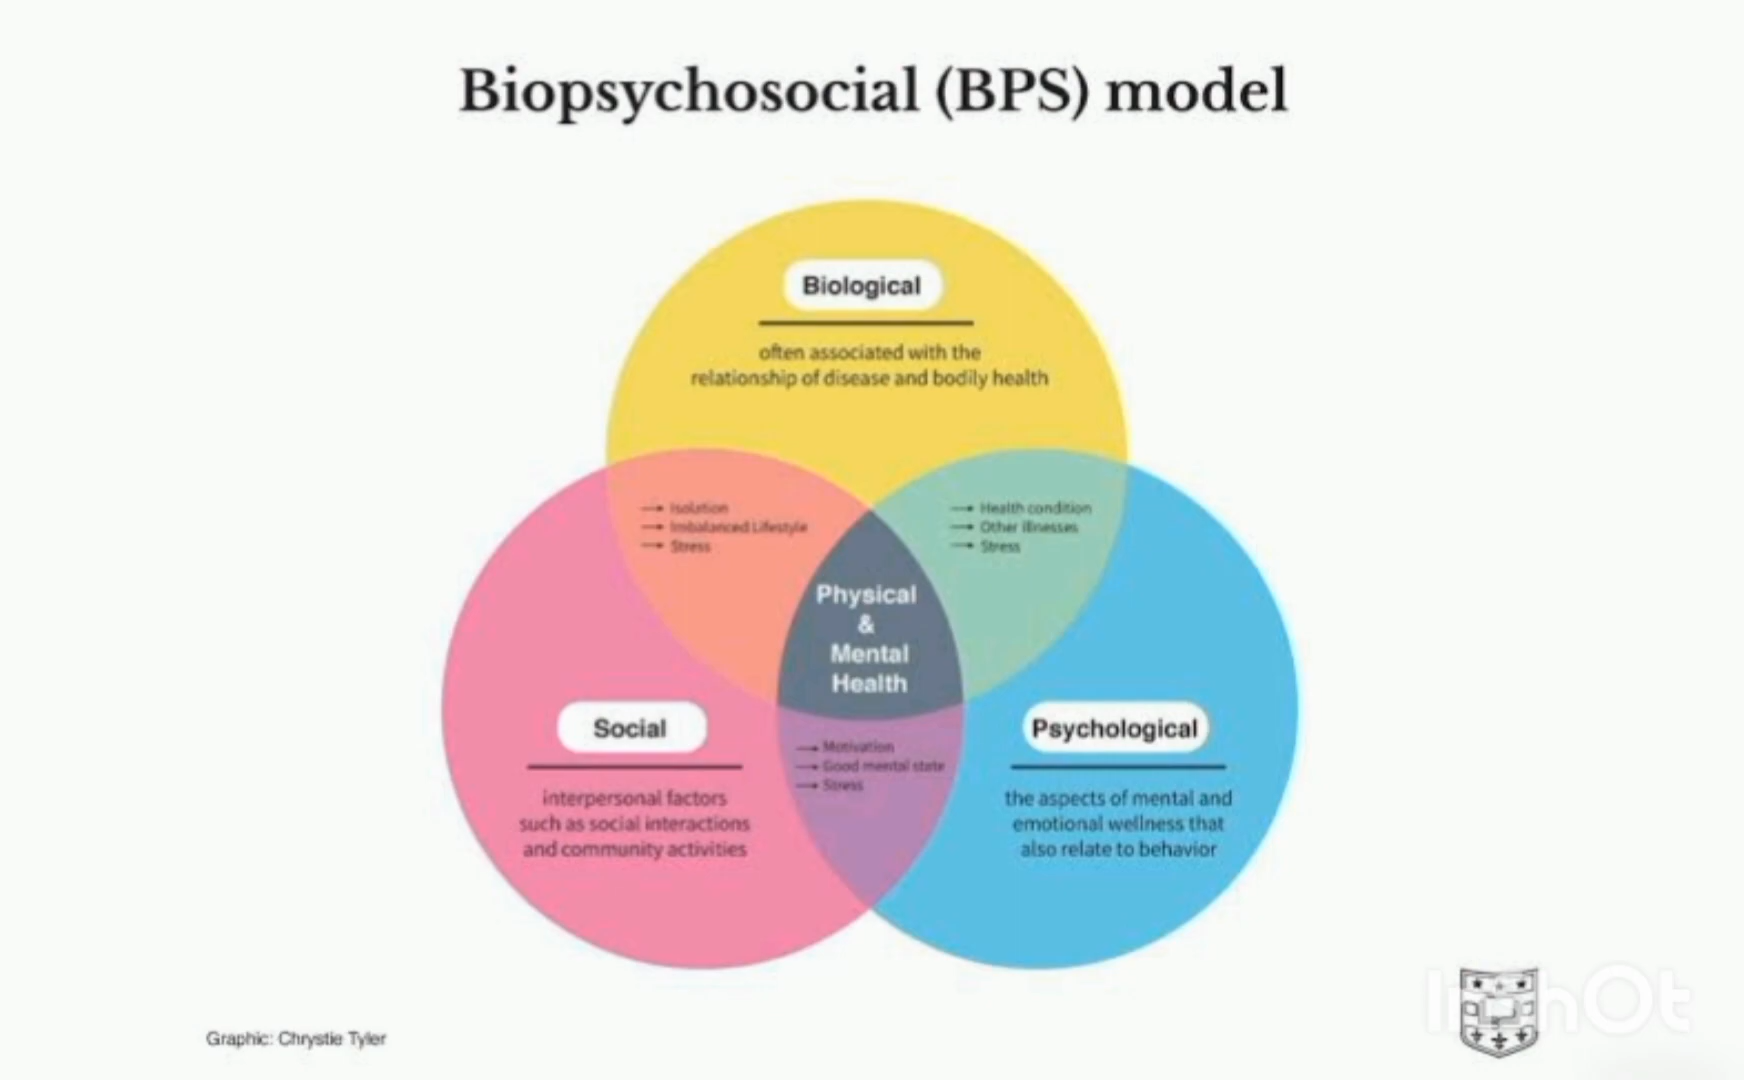 Biopsychosocial (BPS) model
Biological
often associated with the
relationship of disease and bodily health
→ Isolation
→ Imbalanced Lifestyle
→ Stress
→ Health condition
→ Other illnesses
→ Stress
Physical
&
Mental
Health
Social
interpersonal factors
such as social interactions
and community activities
→ Motivation
→ Good mental state
→ Stress
Psychological
the aspects of mental and
emotional wellness that
also relate to behavior
Graphic: Chrystie Tyler